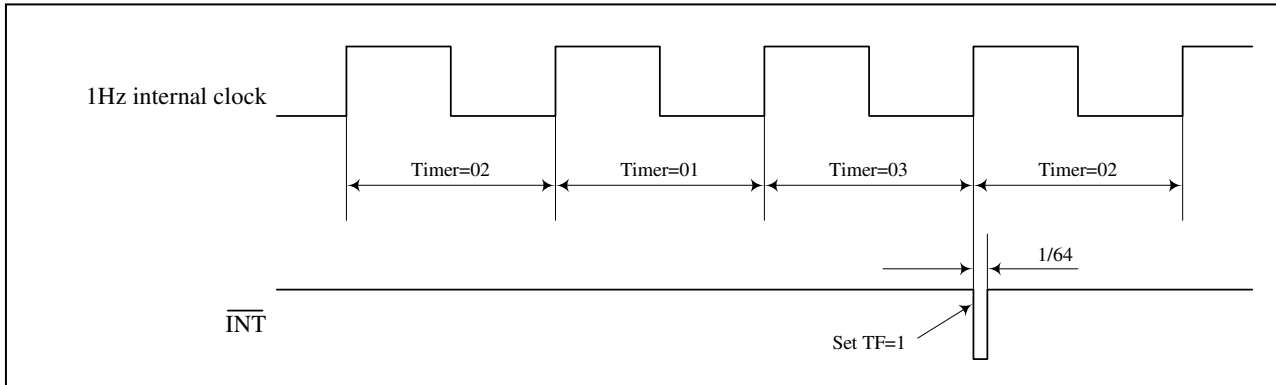 1Hz internal clock
Timer=02
Timer=01
Timer=03
Timer=02
1/64
INT
Set TF=1